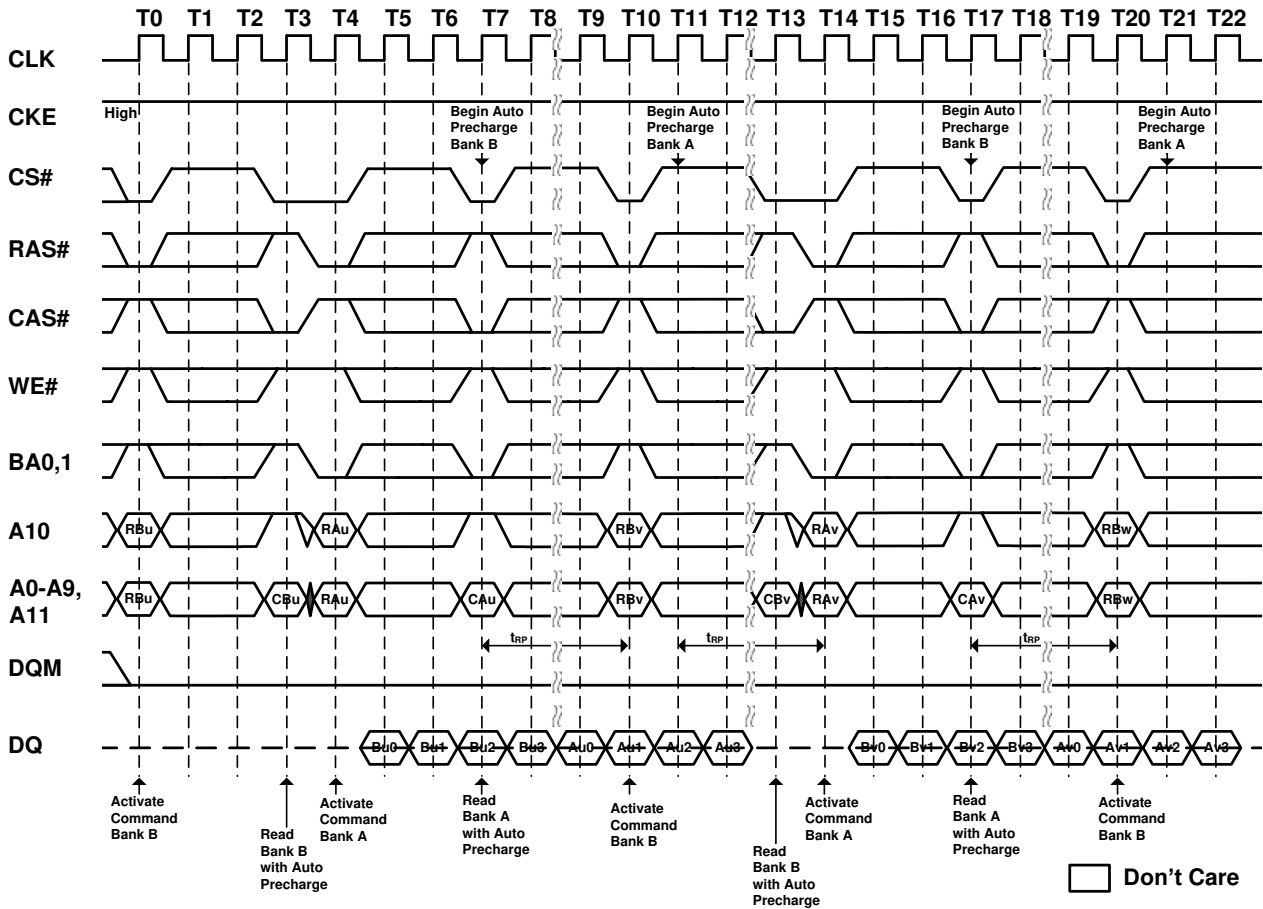 T0 T1 T2 T3 T4 T5 T6 T7 T8 T9 T10 T11 T12 T13 T14 T15 T16 T17 T18 T19 T20 T21 T22
CLK
CKE
High
Begin Auto
Precharge
Bank B
Begin Auto
Precharge
Bank A
Begin Auto
Precharge
Bank B
Begin Auto
Precharge
Bank A
CS#
RAS#
CAS#
WE#
BA0,1
A10
RBu RAu RBv RAv RBw
A0-A9,
A11
RBu CBu RAu CAu RBv CBv RAv CAv RBw
tRP tRP tRP
DQM
DQ
Bu0 Bu1 Bu2 Bu3 Au0 Au1 Au2 Au3 Bv0 Bv1 Bv2 Bv3 Av0 Av1 Av2 Av3
Activate
Command
Bank B
Read
Bank B
with Auto
Precharge
Activate
Command
Bank A
Read
Bank A
with Auto
Precharge
Activate
Command
Bank B
Read
Bank B
with Auto
Precharge
Activate
Command
Bank A
Read
Bank A
with Auto
Precharge
Activate
Command
Bank B
Don't Care